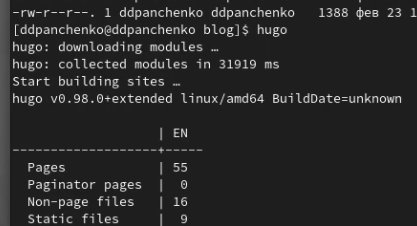 -rw-r--r--. 1 ddpanchenko ddpanchenko   1388 фев 23 1
[ddpanchenko@ddpanchenko blog]$ hugo
hugo: downloading modules …
hugo: collected modules in 31919 ms
Start building sites …
hugo v0.98.0+extended linux/amd64 BuildDate=unknown
                   | EN
-------------------+-----
  Pages            | 55
  Paginator pages  |  0
  Non-page files   | 16
  Static files     |  9